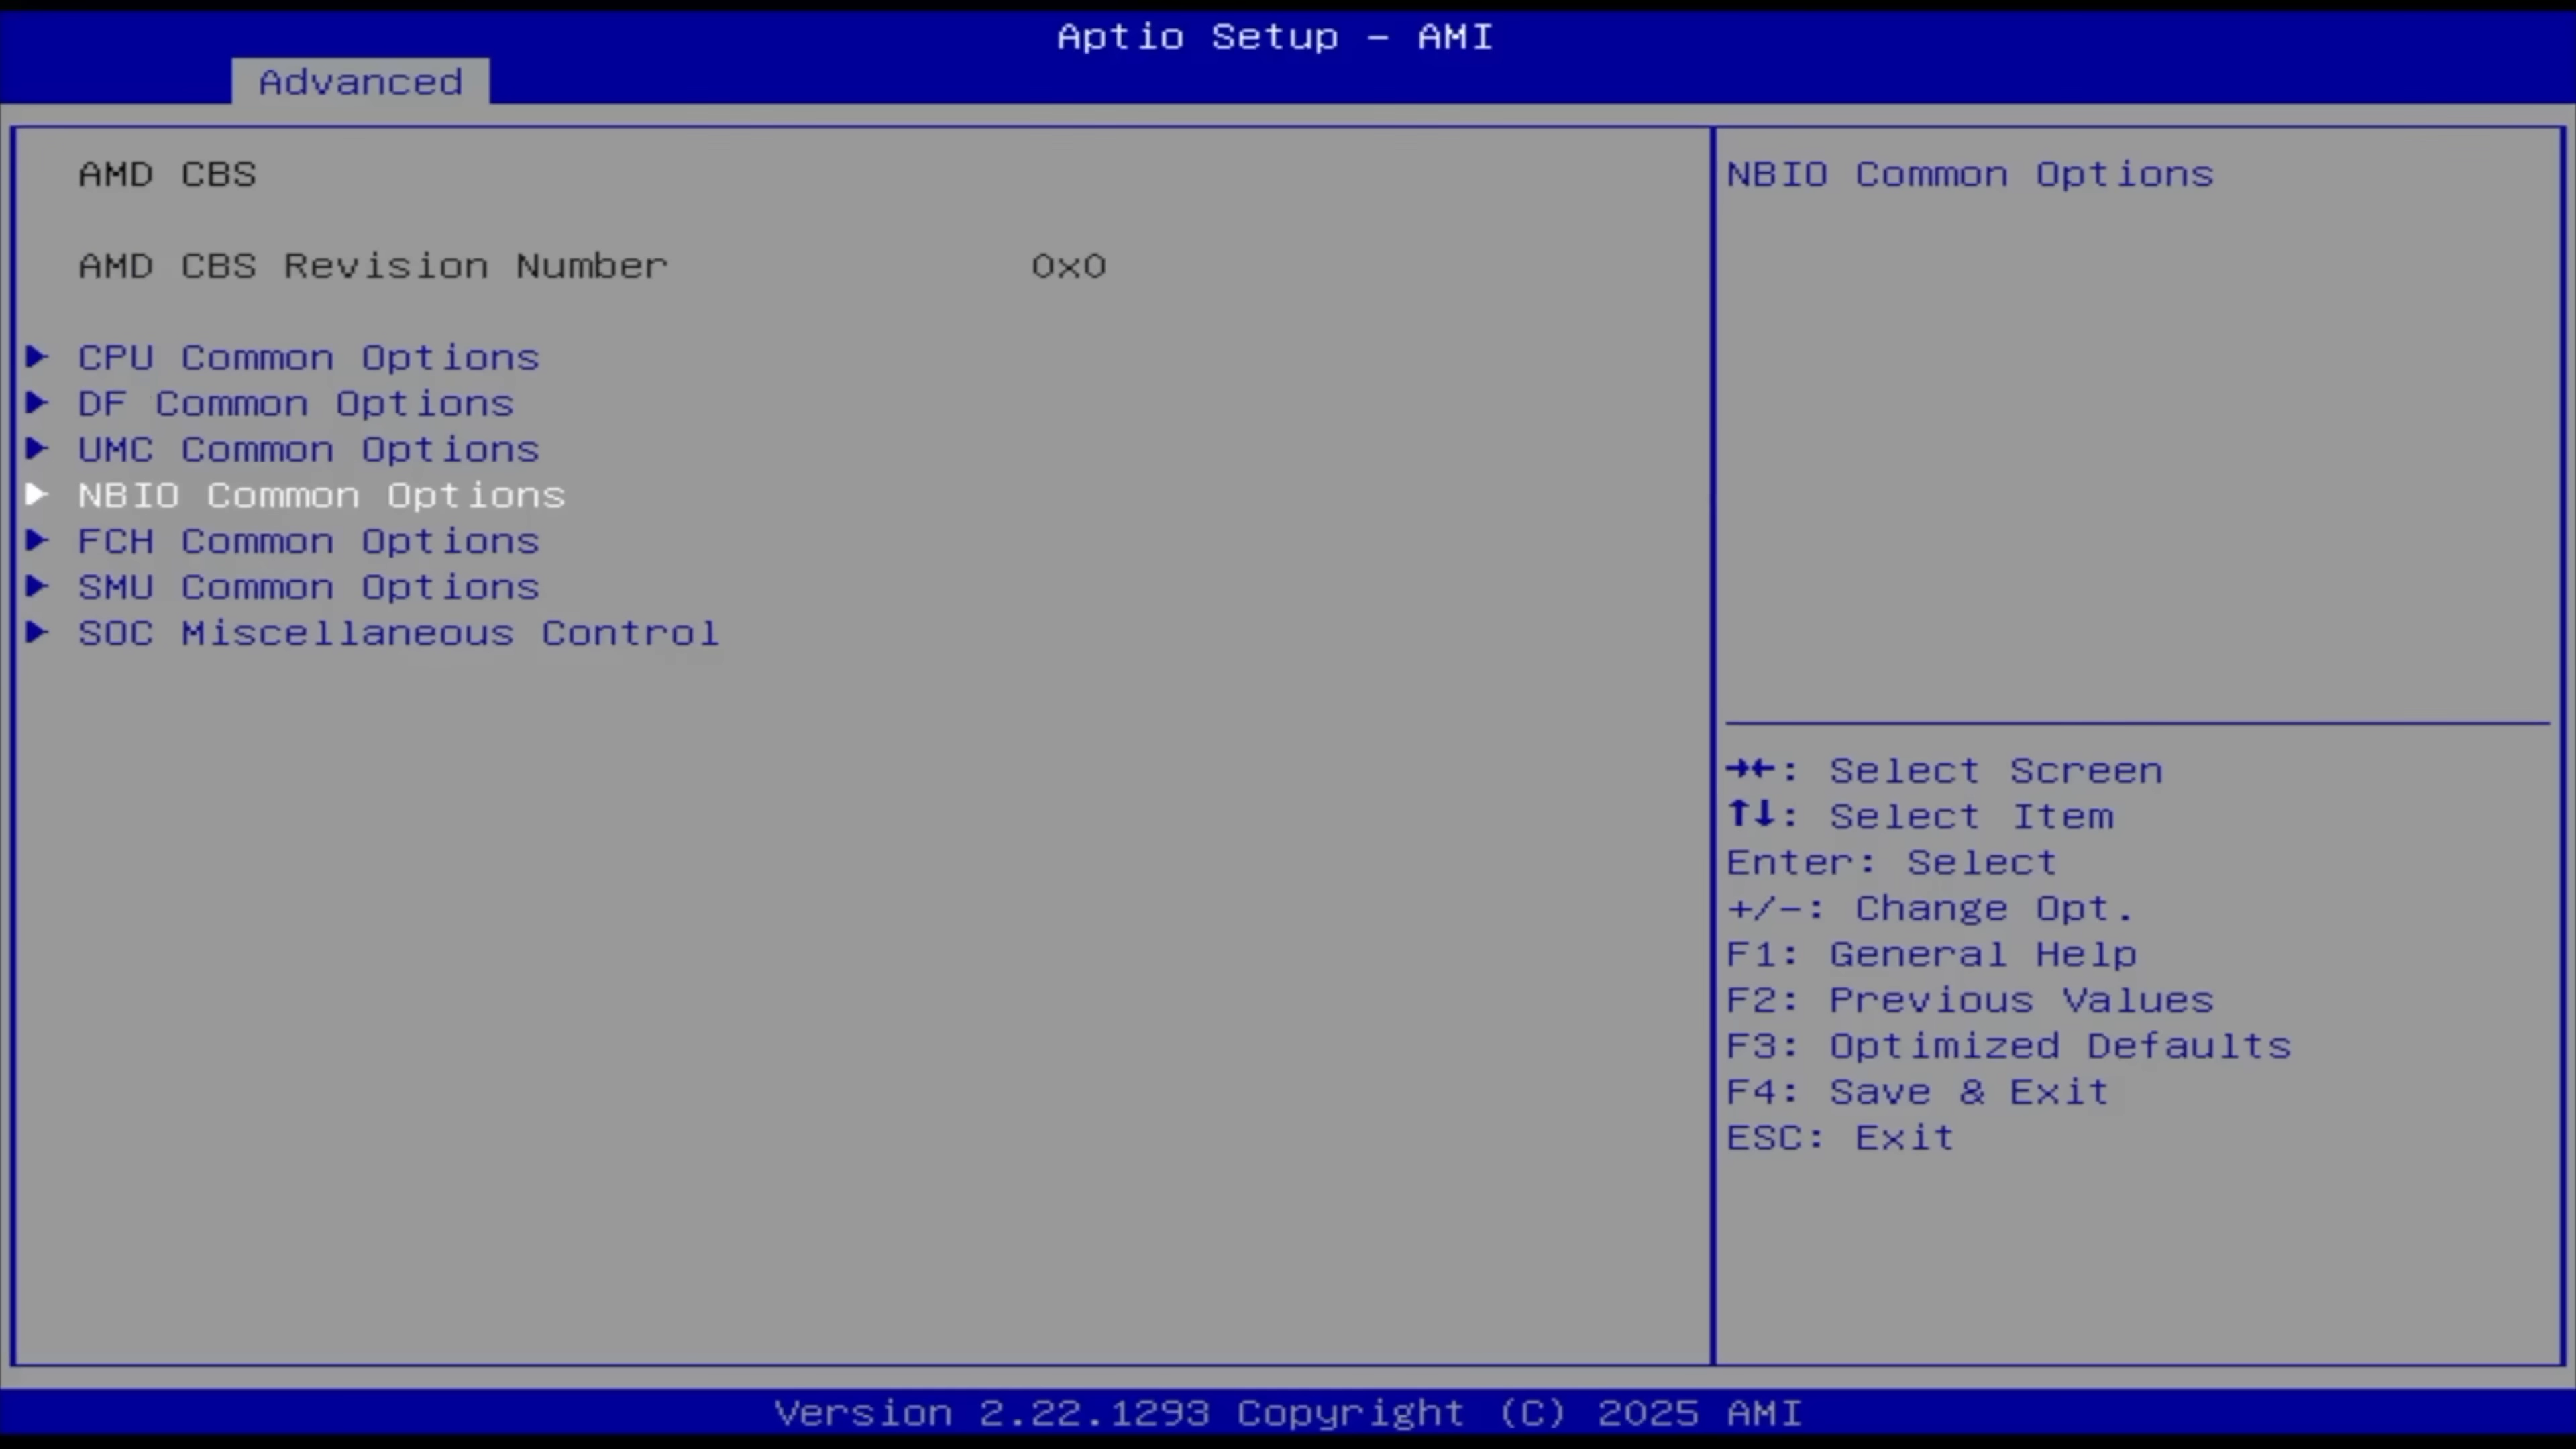 Aptio Setup - AMI
Advanced
AMD CBS
AMD CBS Revision Number 0x0
CPU Common Options
DF Common Options
UMC Common Options
NBIO Common Options
FCH Common Options
SMU Common Options
SOC Miscellaneous Control
NBIO Common Options
→←: Select Screen
↑↓: Select Item
Enter: Select
+/-: Change Opt.
F1: General Help
F2: Previous Values
F3: Optimized Defaults
F4: Save & Exit
ESC: Exit
Version 2.22.1293 Copyright (C) 2025 AMI